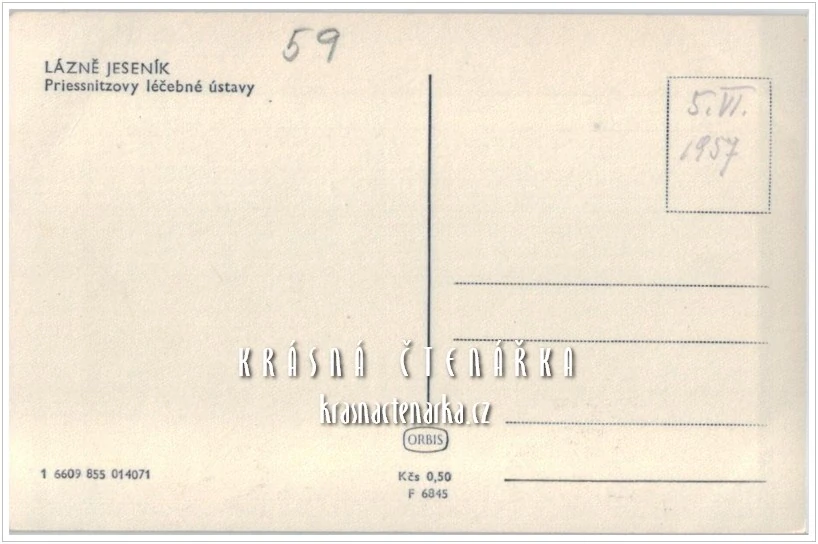 59
LÁZNĚ JESENÍK
Priessnitzovy léčebné ústavy
5. VI.
1957
KRÁSNÁ ČTENÁŘKA
krasnactenarka.cz
ORBIS
1 6609 855 014071
Kčs 0,50
F 6845